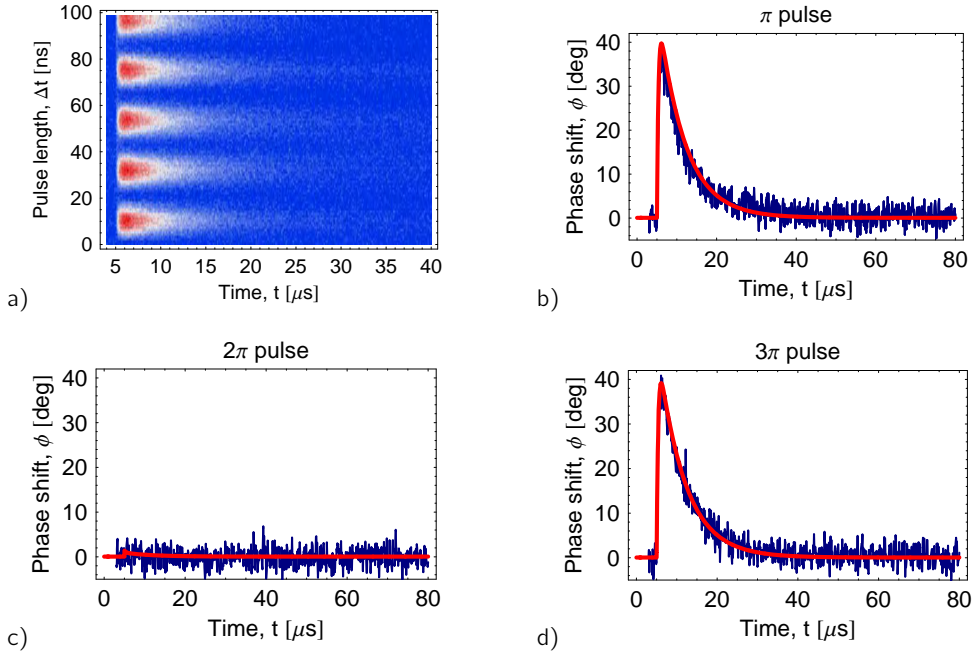 100
80
60
40
20
0
Pulse length, Δt [ns]
5 10 15 20 25 30 35 40
Time, t [μs]
a)
π pulse
40
30
20
10
0
Phase shift, ϕ [deg]
0 20 40 60 80
Time, t [μs]
b)
2π pulse
40
30
20
10
0
Phase shift, ϕ [deg]
0 20 40 60 80
Time, t [μs]
c)
3π pulse
40
30
20
10
0
Phase shift, ϕ [deg]
0 20 40 60 80
Time, t [μs]
d)